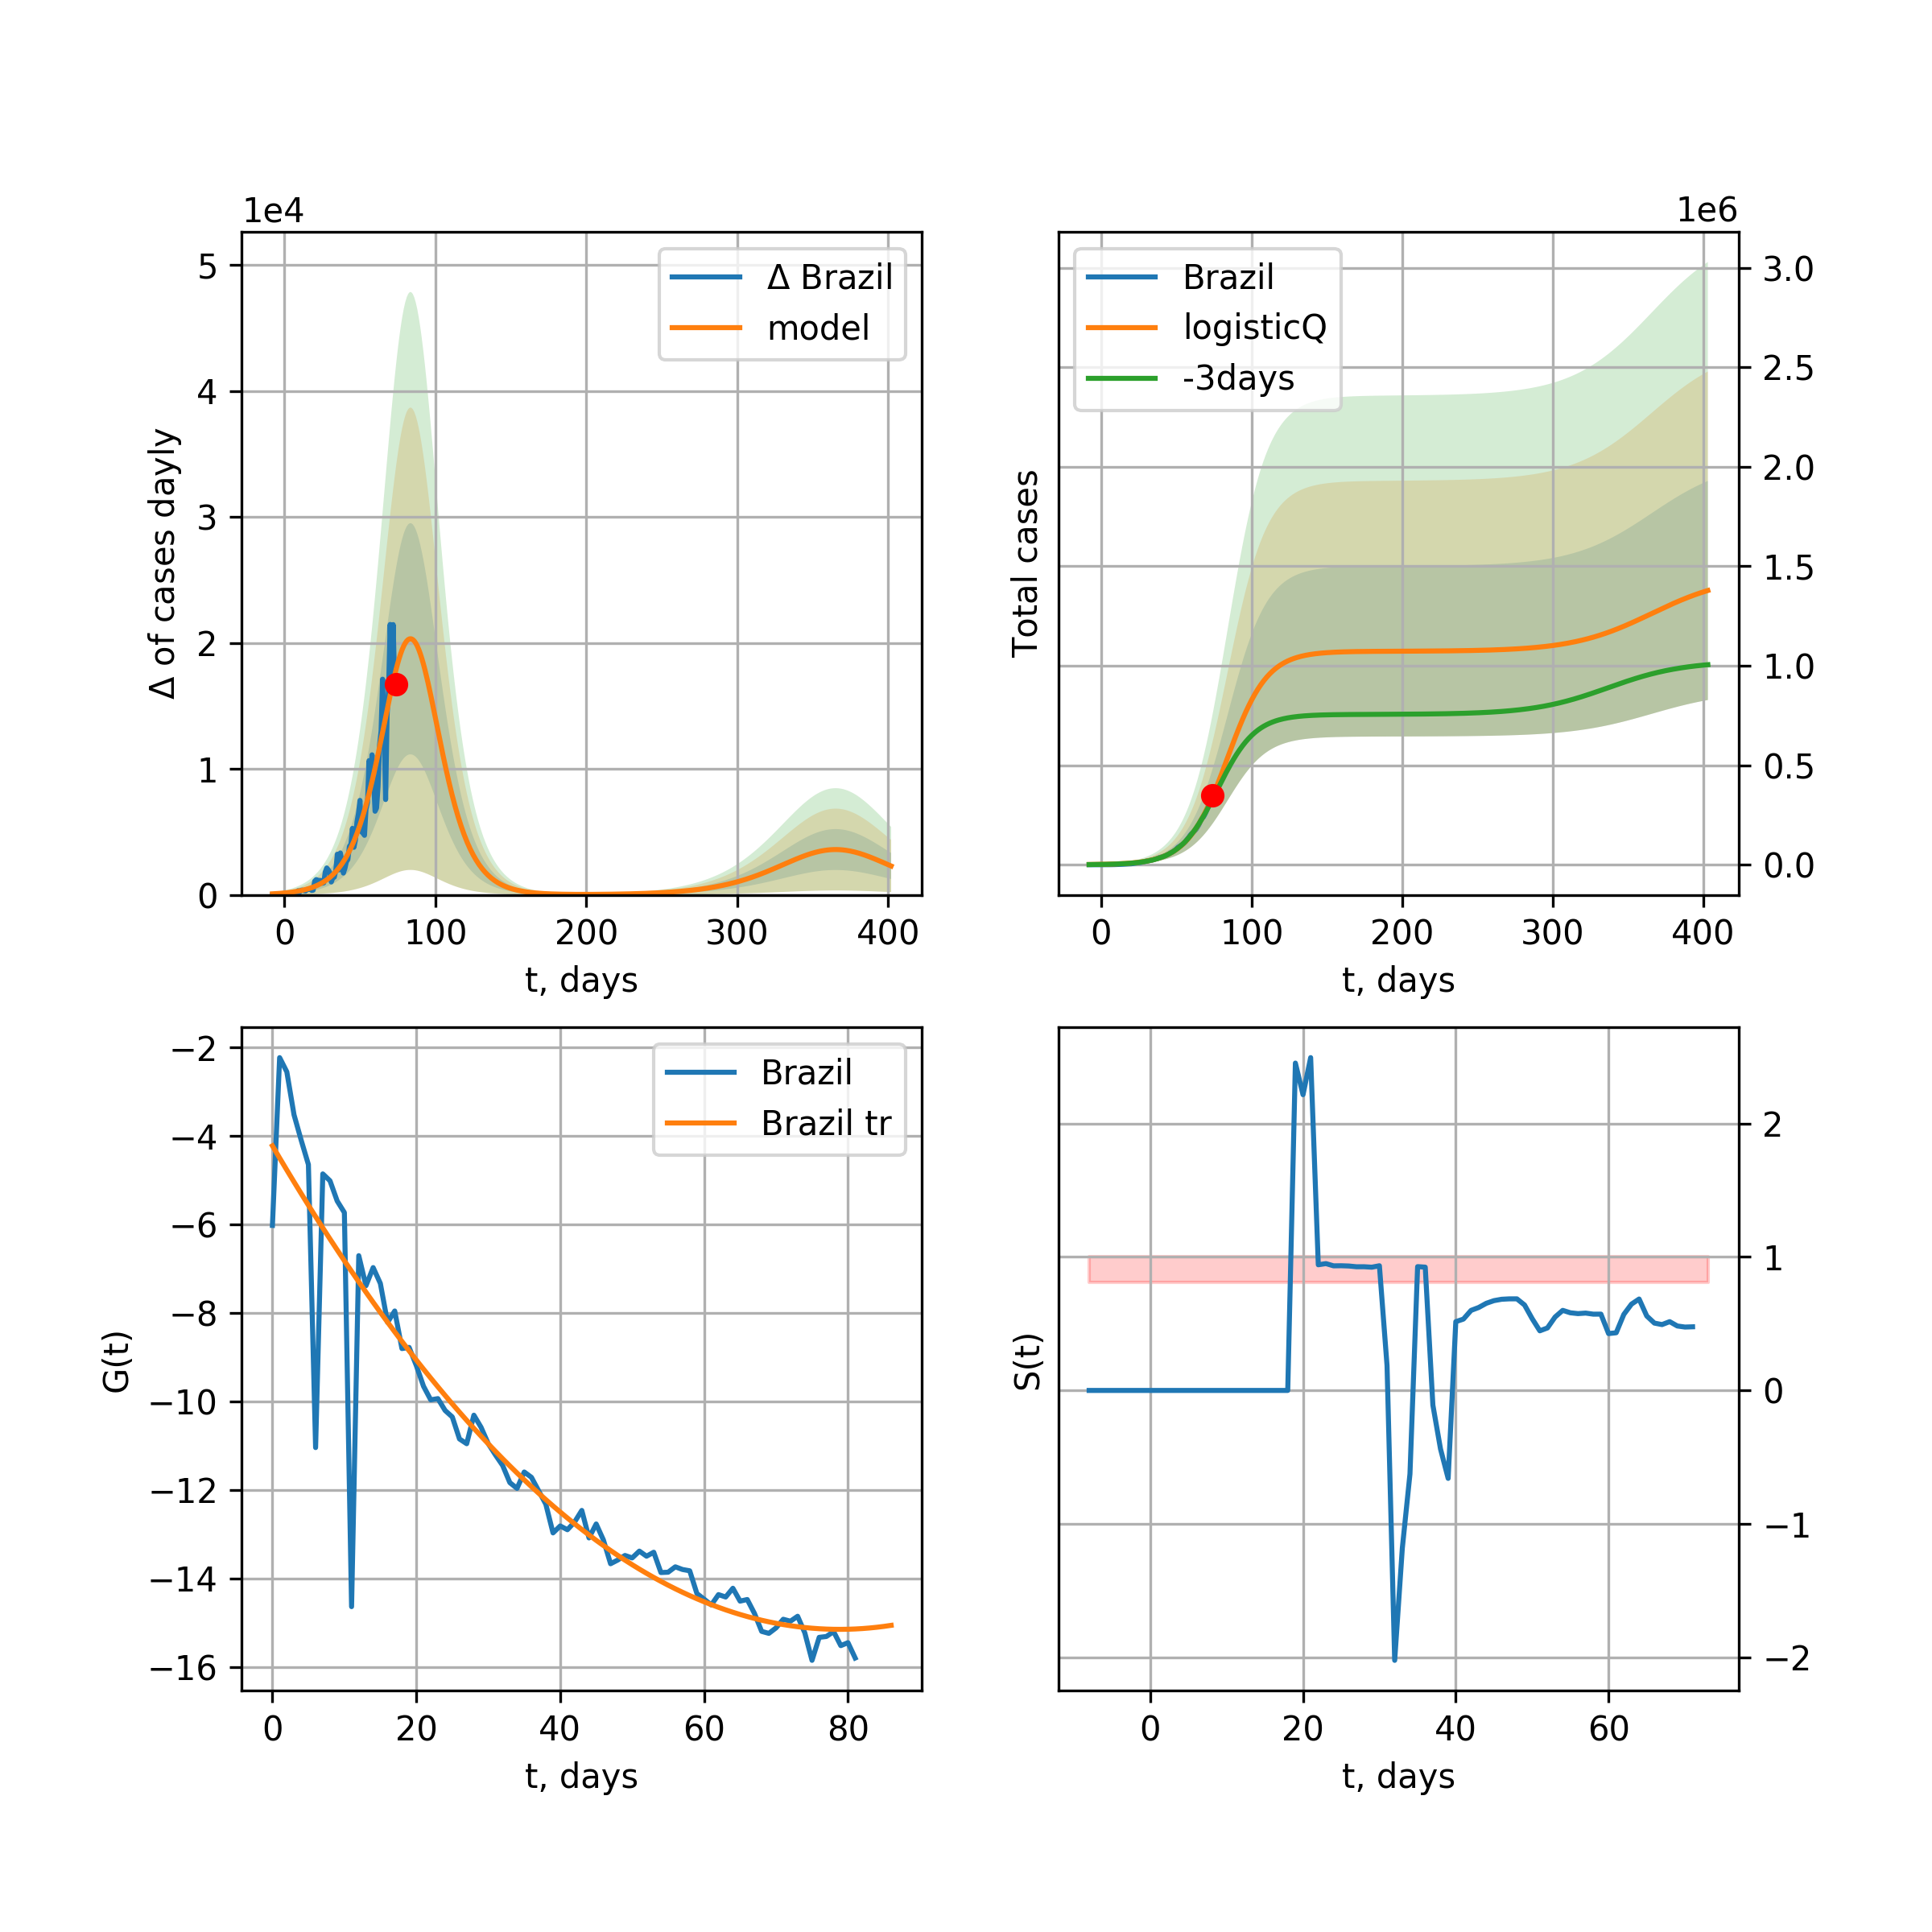 1e4
5
4
3
2
1
0
Δ of cases dayly
Δ Brazil
model
0 100 200 300 400
t, days
1e6
3.0
2.5
2.0
1.5
1.0
0.5
0.0
Total cases
Brazil
logisticQ
-3days
0 100 200 300 400
t, days
−2
−4
−6
−8
−10
−12
−14
−16
G(t)
Brazil
Brazil tr
0 20 40 60 80
t, days
2
1
0
−1
−2
S(t)
0 20 40 60
t, days